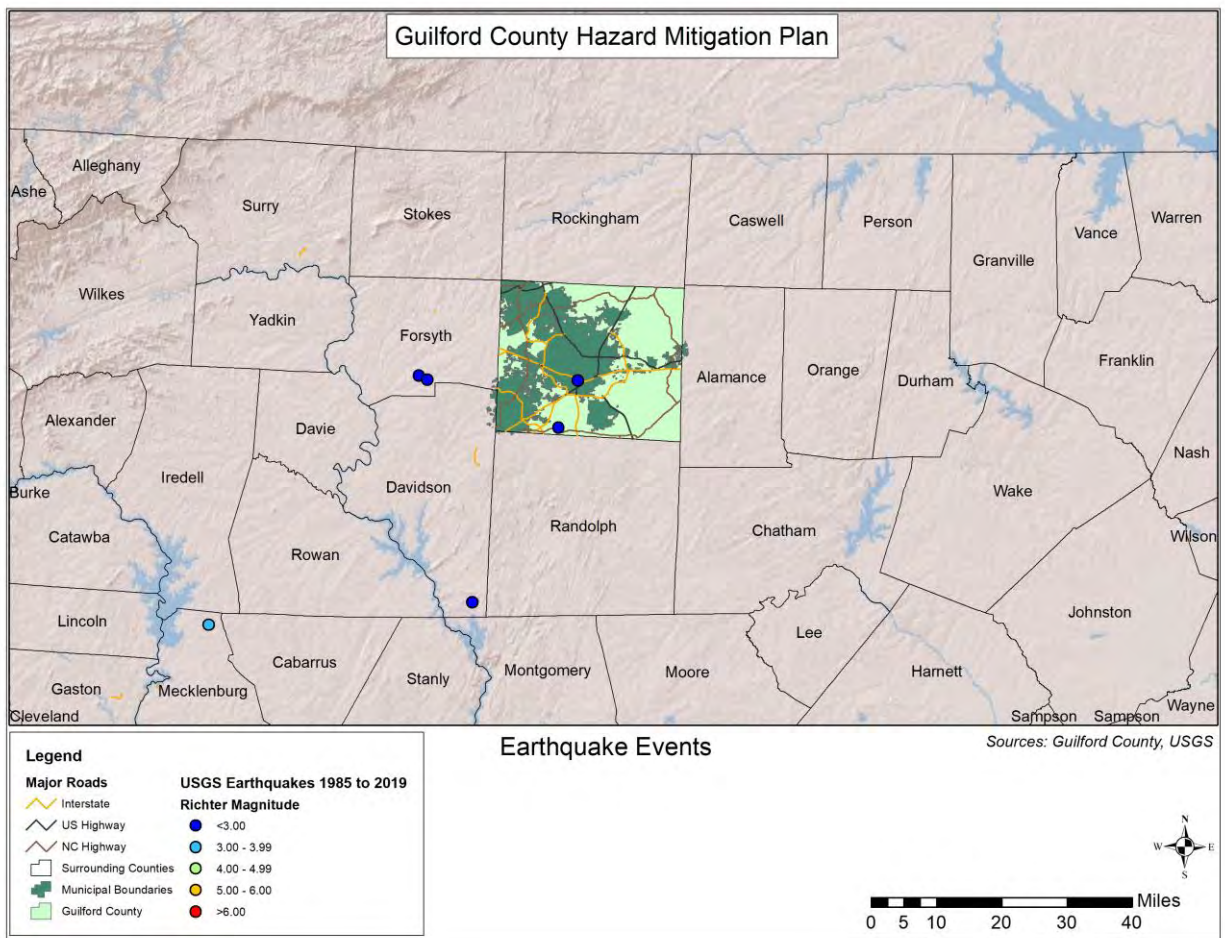 Guilford County Hazard Mitigation Plan
Alleghany
Ashe
Surry
Stokes
Rockingham
Caswell
Person
Vance
Warren
Granville
Wilkes
Yadkin
Forsyth
Franklin
Alamance
Orange
Durham
Alexander
Davie
Nash
Iredell
Burke
Davidson
Wake
Catawba
Randolph
Chatham
Rowan
Wilson
Lincoln
Johnston
Lee
Cabarrus
Stanly
Montgomery
Moore
Harnett
Gaston
Mecklenburg
Cleveland
Sampson
Sampson
Wayne
Earthquake Events
Sources: Guilford County, USGS
Legend
Major Roads
Interstate
US Highway
NC Highway
Surrounding Counties
Municipal Boundaries
Guilford County
USGS Earthquakes 1985 to 2019
Richter Magnitude
<3.00
3.00 - 3.99
4.00 - 4.99
5.00 - 6.00
>6.00
N
W E
S
Miles
0 5 10 20 30 40